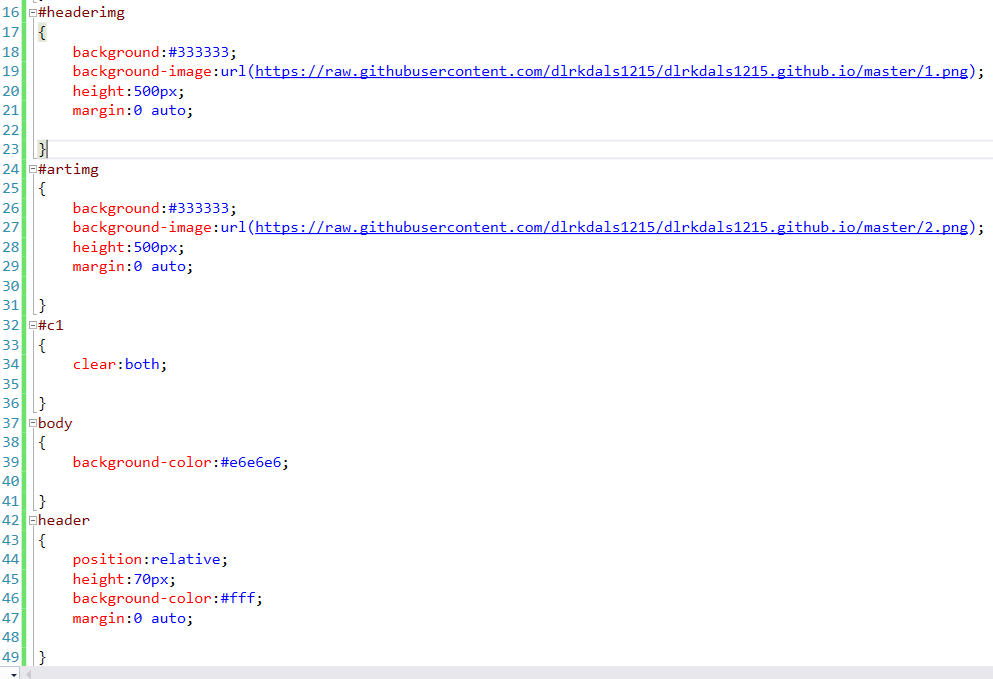 16 #headerimg
17 {
18     background:#333333;
19     background-image:url(https://raw.githubusercontent.com/dlrkdals1215/dlrkdals1215.github.io/master/1.png);
20     height:500px;
21     margin:0 auto;
22
23 }
24 #artimg
25 {
26     background:#333333;
27     background-image:url(https://raw.githubusercontent.com/dlrkdals1215/dlrkdals1215.github.io/master/2.png);
28     height:500px;
29     margin:0 auto;
30
31 }
32 #c1
33 {
34     clear:both;
35
36 }
37 body
38 {
39     background-color:#e6e6e6;
40
41 }
42 header
43 {
44     position:relative;
45     height:70px;
46     background-color:#fff;
47     margin:0 auto;
48
49 }